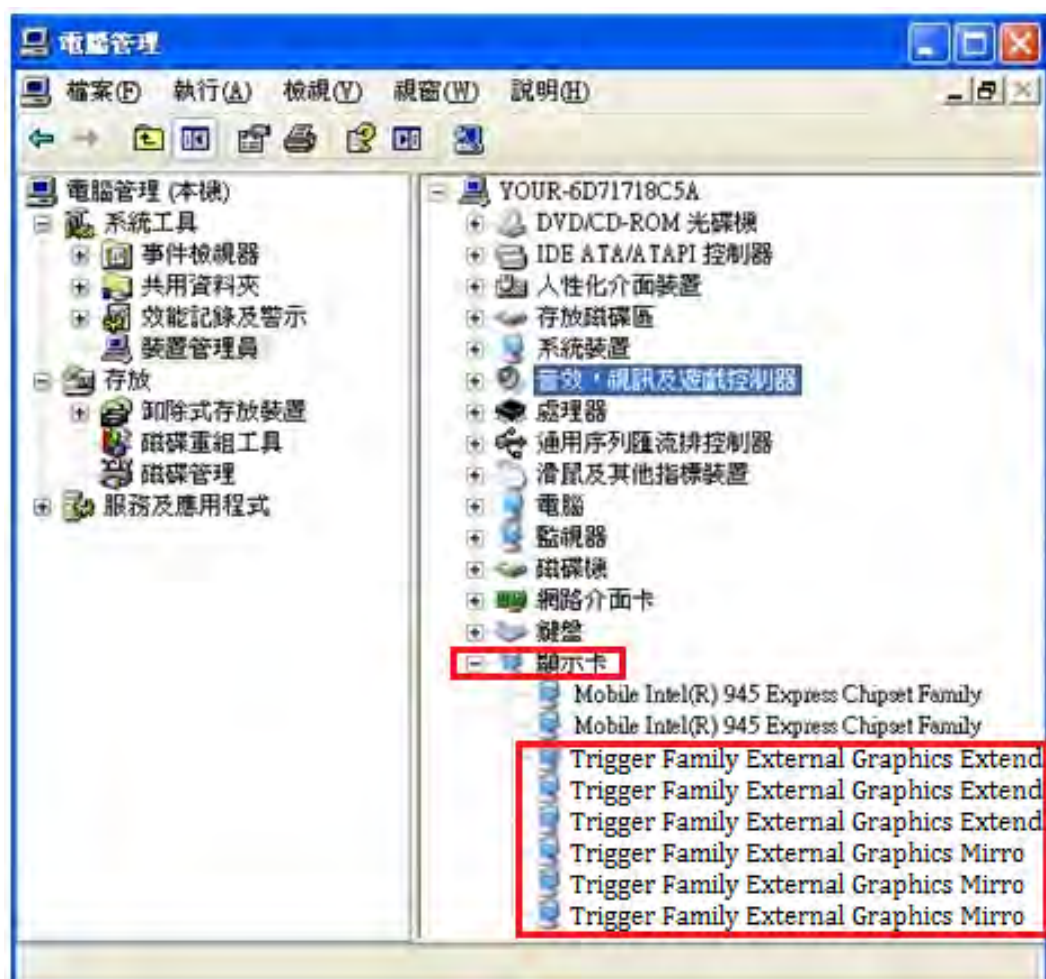 電腦管理
檔案(F) 執行(A) 檢視(V) 視窗(W) 說明(H)
電腦管理 (本機)
系統工具
事件檢視器
共用資料夾
效能記錄及警示
裝置管理員
存放
卸除式存放裝置
磁碟重組工具
磁碟管理
服務及應用程式
YOUR-6D71718C5A
DVD/CD-ROM 光碟機
IDE ATA/ATAPI 控制器
人性化介面裝置
存放磁碟區
系統裝置
音效，視訊及遊戲控制器
處理器
通用序列匯流排控制器
滑鼠及其他指標裝置
電腦
監視器
磁碟機
網路介面卡
鍵盤
顯示卡
Mobile Intel(R) 945 Express Chipset Family
Mobile Intel(R) 945 Express Chipset Family
Trigger Family External Graphics Extend
Trigger Family External Graphics Extend
Trigger Family External Graphics Extend
Trigger Family External Graphics Mirro
Trigger Family External Graphics Mirro
Trigger Family External Graphics Mirro